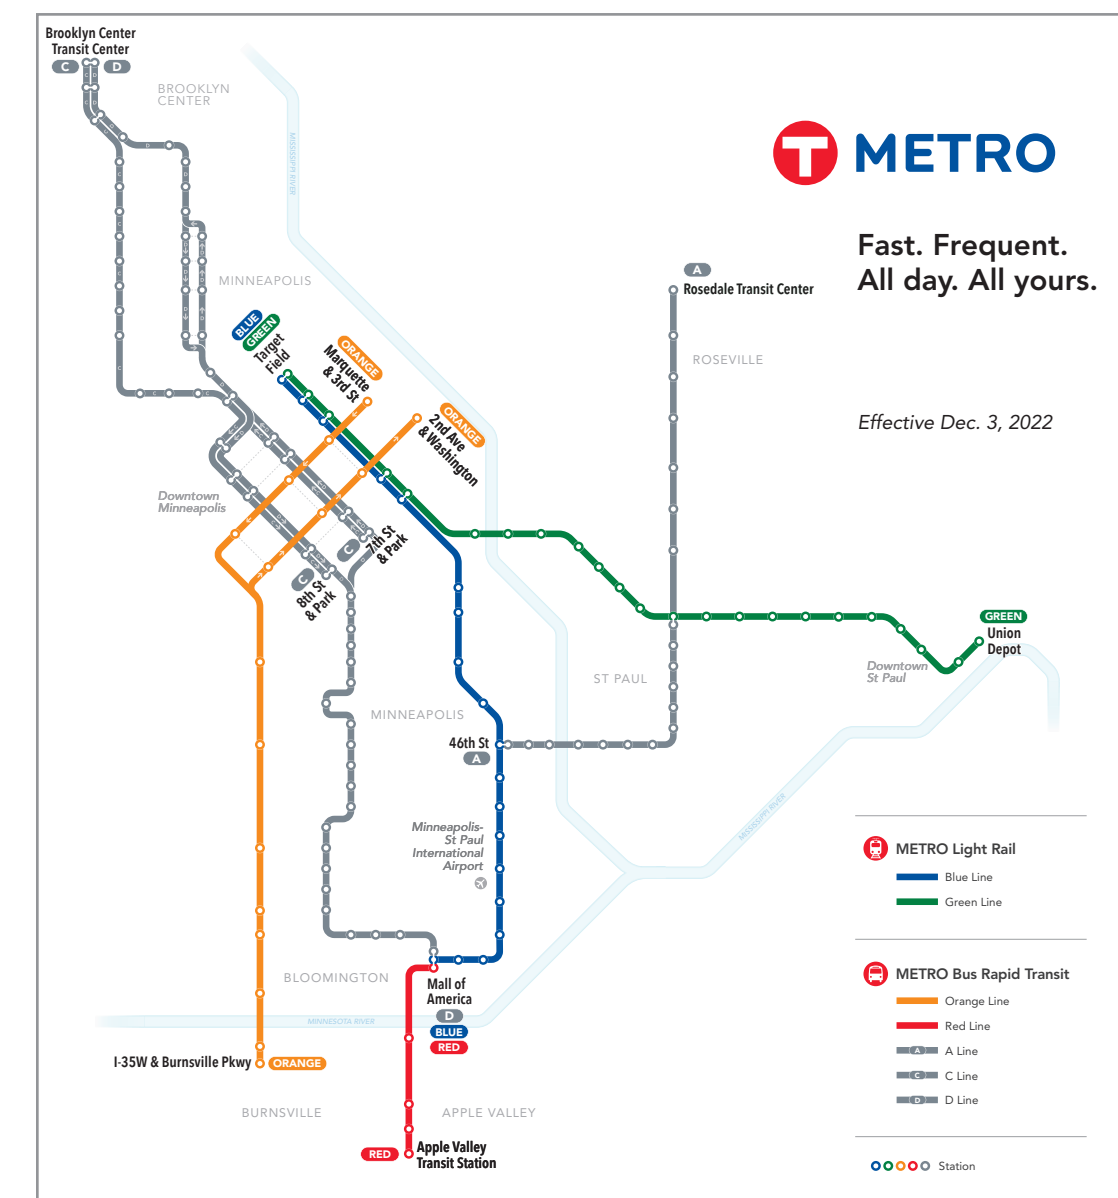 Brooklyn Center
Transit Center
C
D
BROOKLYN
CENTER
MISSISSIPPI RIVER
T METRO
Fast. Frequent.
All day. All yours.
A
Rosedale Transit Center
MINNEAPOLIS
BLUE
GREEN
Target
Field
ORANGE
Marquette
& 3rd St
ROSEVILLE
ORANGE
2nd Ave
& Washington
Effective Dec. 3, 2022
Downtown
Minneapolis
C
7th St
& Park
C
8th St
& Park
GREEN
Union
Depot
Downtown
St Paul
ST PAUL
MINNEAPOLIS
46th St
A
MISSISSIPPI RIVER
Minneapolis-
St Paul
International
Airport
METRO Light Rail
Blue Line
Green Line
METRO Bus Rapid Transit
Orange Line
Red Line
A
A Line
C
C Line
D
D Line
BLOOMINGTON
Mall of
America
D
BLUE
RED
MINNESOTA RIVER
I-35W & Burnsville Pkwy
ORANGE
BURNSVILLE
APPLE VALLEY
RED
Apple Valley
Transit Station
Station